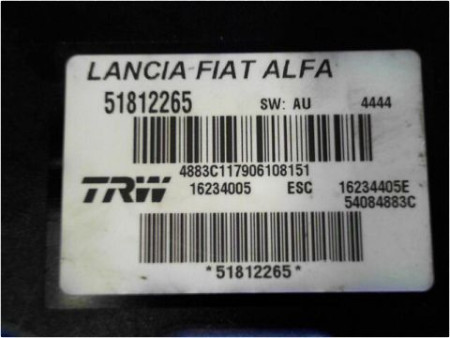 LANCIA FIAT ALFA
51812265 SW: AU 4444
4883C117906108151
TRW 16234005 ESC 16234405E
54084883C
*51812265*